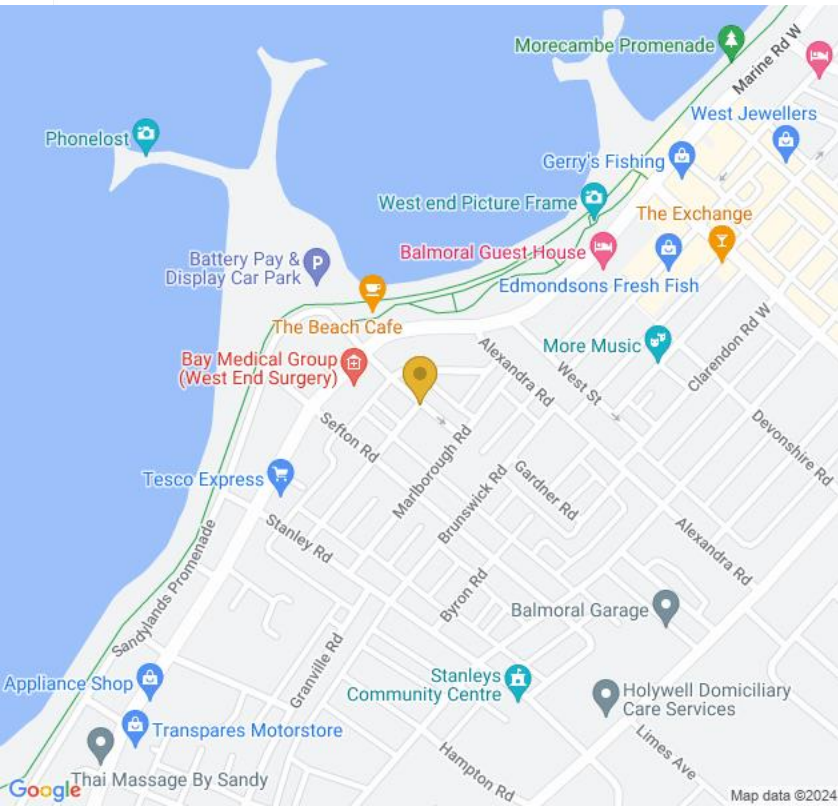 Morecambe Promenade
Marine Rd W
West Jewellers
Phonelost
Gerry's Fishing
West end Picture Frame
The Exchange
Balmoral Guest House
Battery Pay &
Display Car Park
P
Edmondsons Fresh Fish
The Beach Cafe
More Music
Clarendon Rd W
Bay Medical Group
(West End Surgery)
Alexandra Rd
West St
Sefton Rd
Devonshire Rd
Marlborough Rd
Tesco Express
Gardner Rd
Brunswick Rd
Stanley Rd
Alexandra Rd
Sandylands Promenade
Byron Rd
Balmoral Garage
Granville Rd
Appliance Shop
Stanleys
Community Centre
Holywell Domiciliary
Care Services
Transpares Motorstore
Limes Ave
Hampton Rd
Thai Massage By Sandy
Google
Map data ©2024